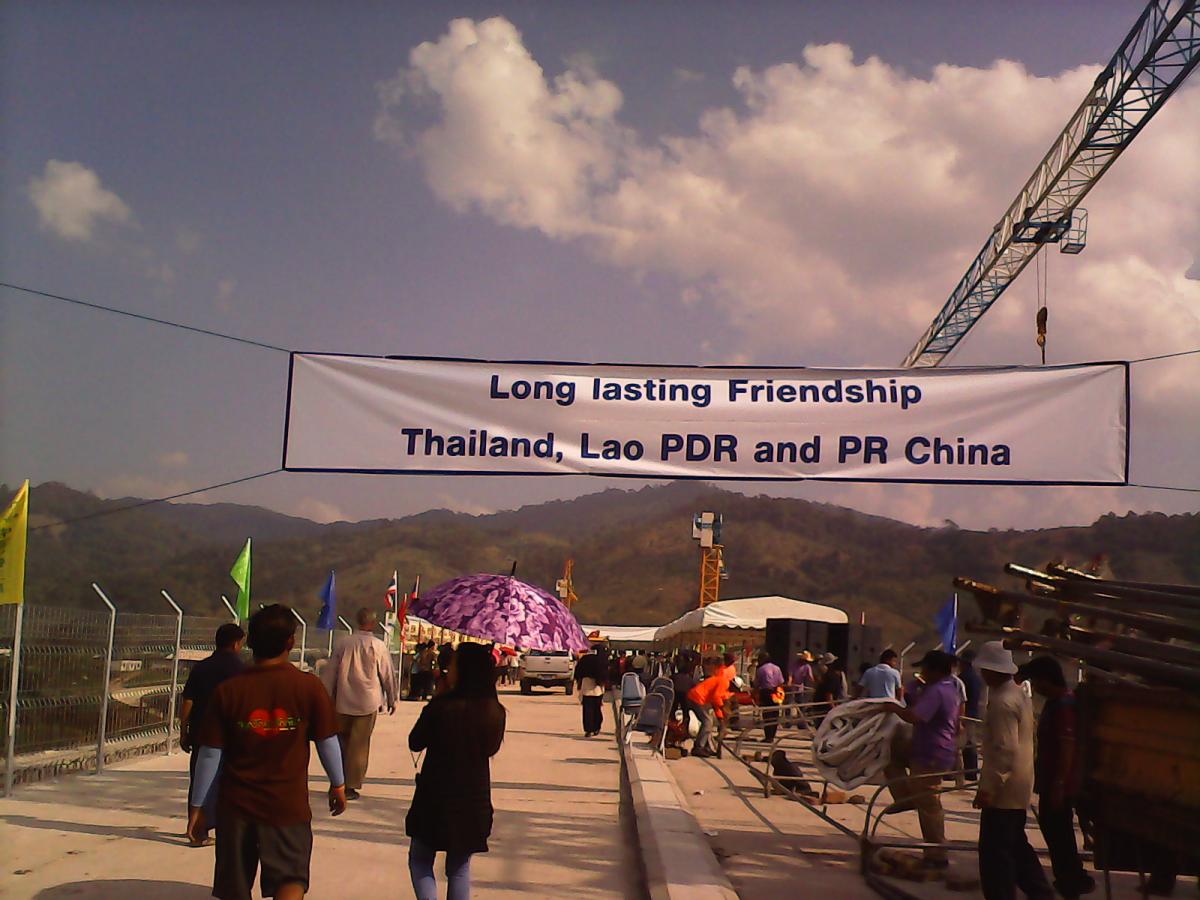 Long lasting Friendship
Thailand, Lao PDR and PR China